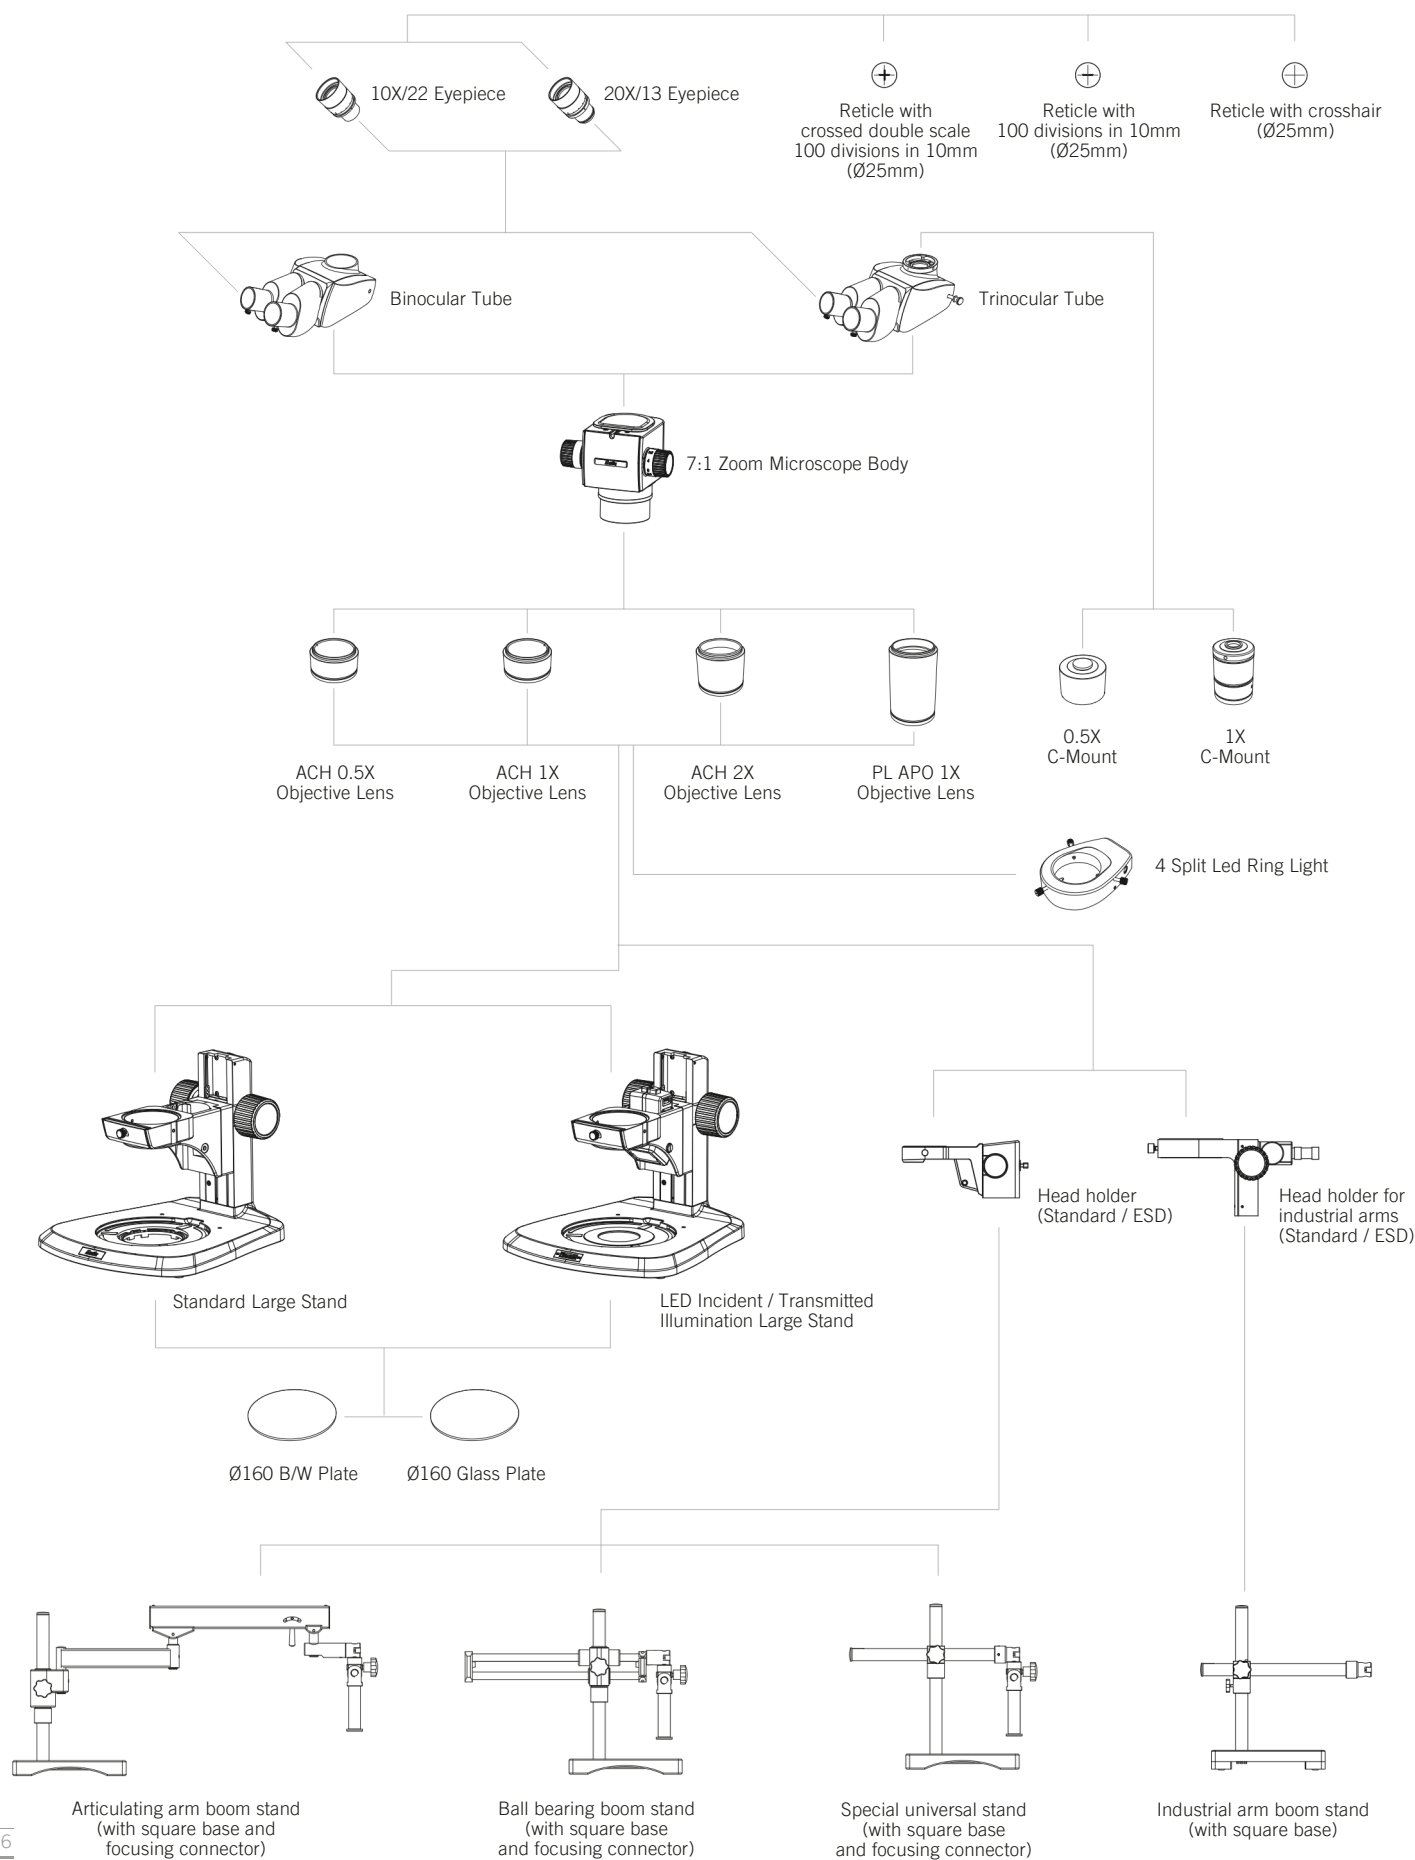 10X/22 Eyepiece
20X/13 Eyepiece
Reticle with
crossed double scale
100 divisions in 10mm
(Ø25mm)
Reticle with
100 divisions in 10mm
(Ø25mm)
Reticle with crosshair
(Ø25mm)
Binocular Tube
Trinocular Tube
7:1 Zoom Microscope Body
ACH 0.5X
Objective Lens
ACH 1X
Objective Lens
ACH 2X
Objective Lens
PL APO 1X
Objective Lens
0.5X
C-Mount
1X
C-Mount
4 Split Led Ring Light
Head holder
(Standard / ESD)
Head holder for
industrial arms
(Standard / ESD)
Standard Large Stand
LED Incident / Transmitted
Illumination Large Stand
Ø160 B/W Plate
Ø160 Glass Plate
Articulating arm boom stand
(with square base and
focusing connector)
Ball bearing boom stand
(with square base
and focusing connector)
Special universal stand
(with square base
and focusing connector)
Industrial arm boom stand
(with square base)
6